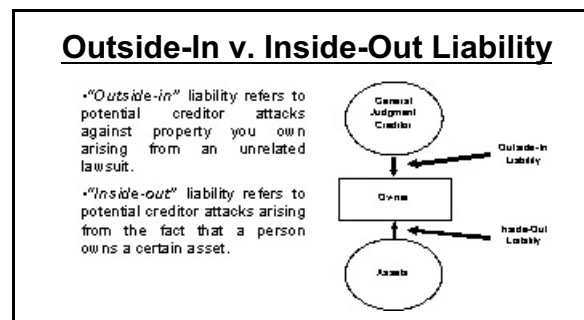 Outside-In v. Inside-Out Liability
•“Outside-in” liability refers to
potential creditor attacks
against property you own
arising from an unrelated
lawsuit.
•“Inside-out” liability refers to
potential creditor attacks arising
from the fact that a person
owns a certain asset.
General
Judgment
Creditor
Outside-In
Liability
Owner
Inside-Out
Liability
Assets